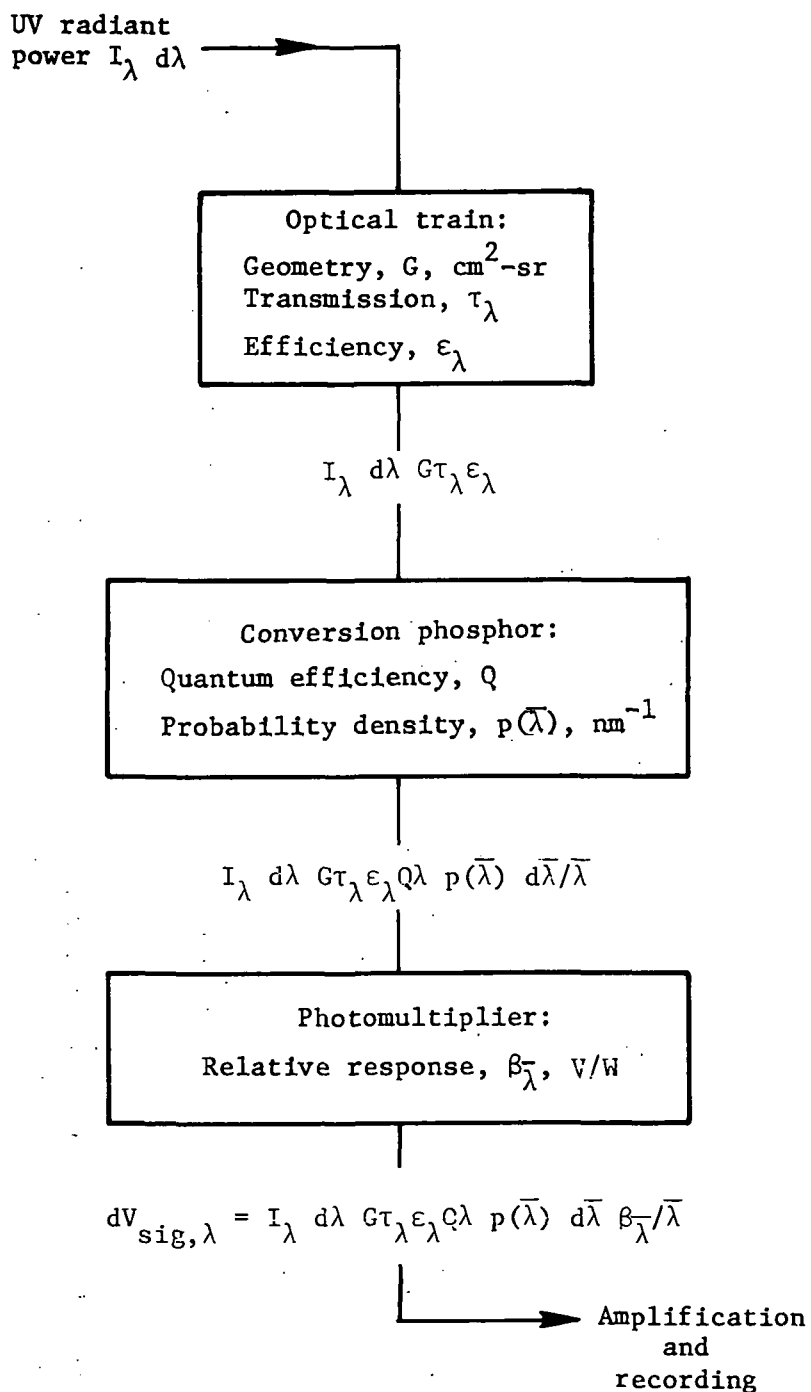 UV radiant
power I_λ dλ
Optical train:
Geometry, G, cm²-sr
Transmission, τ_λ
Efficiency, ε_λ
I_λ dλ Gτ_λε_λ
Conversion phosphor:
Quantum efficiency, Q
Probability density, p(λ̅), nm⁻¹
I_λ dλ Gτ_λε_λQλ p(λ̅) dλ̅/λ̅
Photomultiplier:
Relative response, β_λ̅, V/W
dV_sig,λ = I_λ dλ Gτ_λε_λQλ p(λ̅) dλ̅ β_λ̅/λ̅
Amplification
and
recording